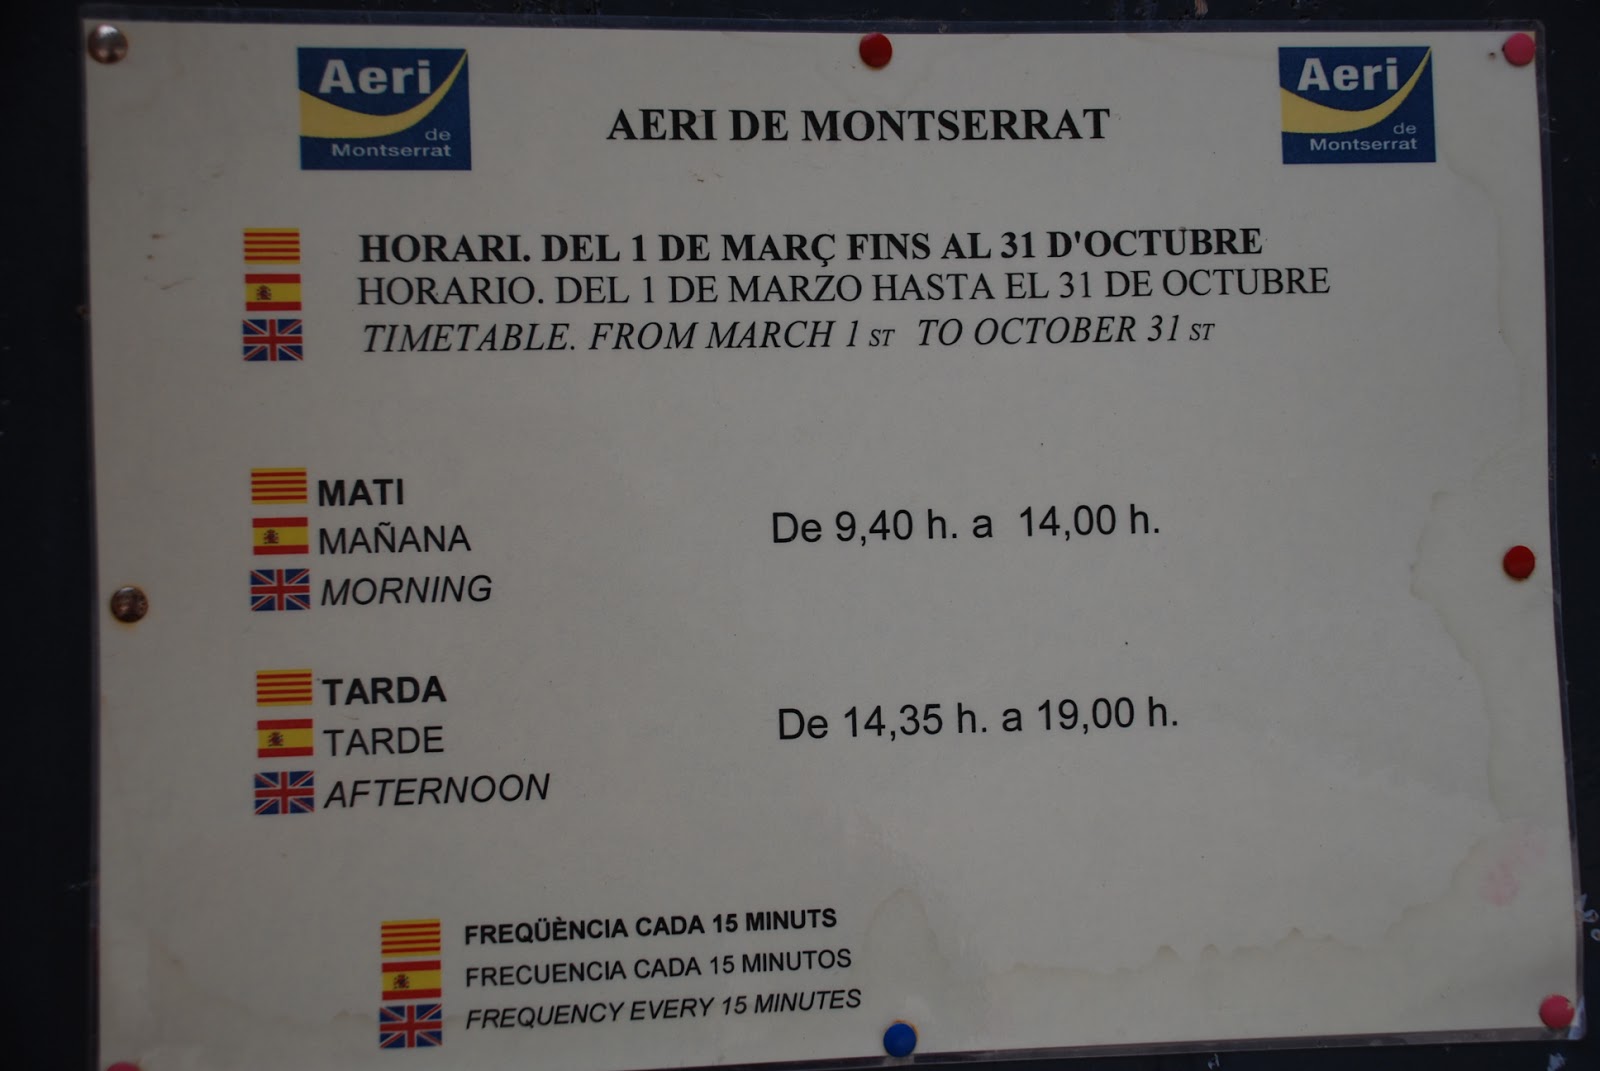 Aeri
de
Montserrat
AERI DE MONTSERRAT
Aeri
de
Montserrat
HORARI. DEL 1 DE MARÇ FINS AL 31 D'OCTUBRE
HORARIO. DEL 1 DE MARZO HASTA EL 31 DE OCTUBRE
TIMETABLE. FROM MARCH 1 ST TO OCTOBER 31 ST
MATI
MAÑANA
MORNING
De 9,40 h. a 14,00 h.
TARDA
TARDE
AFTERNOON
De 14,35 h. a 19,00 h.
FREQÜÈNCIA CADA 15 MINUTS
FRECUENCIA CADA 15 MINUTOS
FREQUENCY EVERY 15 MINUTES